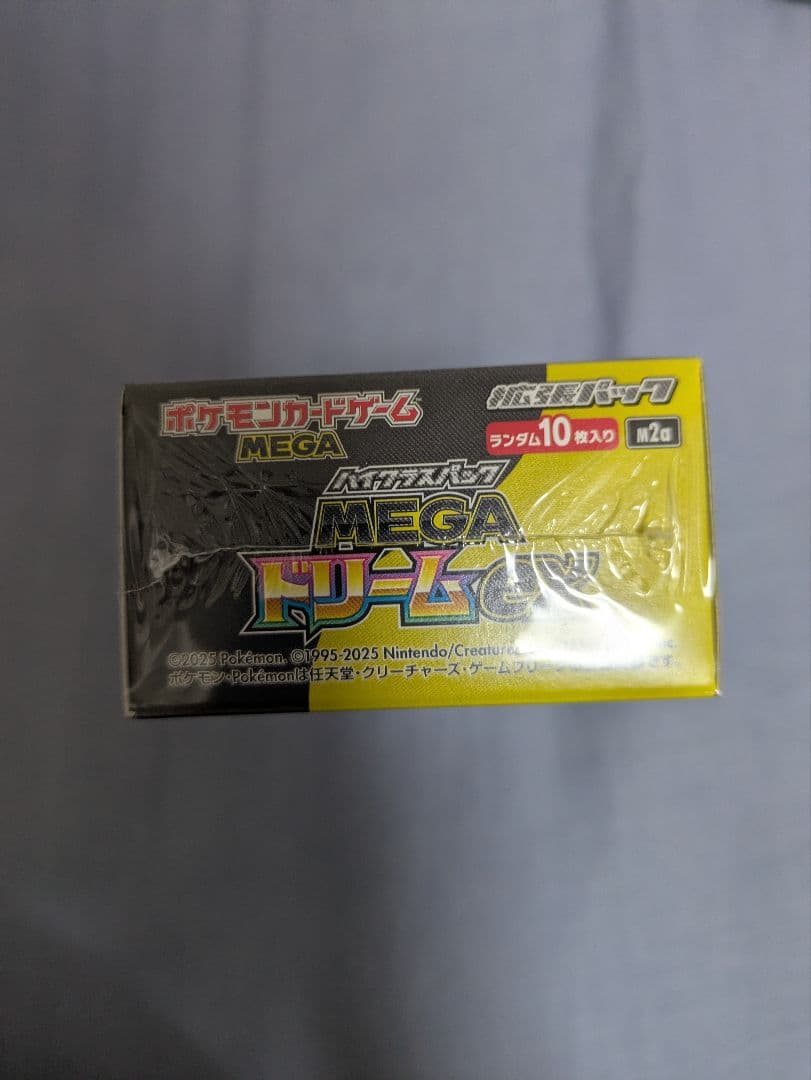 ポケモンカードゲーム
MEGA
拡張パック
ランダム10枚入り
M2a
ハイクラスパック
MEGA
ドリームex
©2025 Pokémon. ©1995-2025 Nintendo/Creatures
ポケモン・Pokémonは任天堂・クリーチャーズ・ゲームフリークの